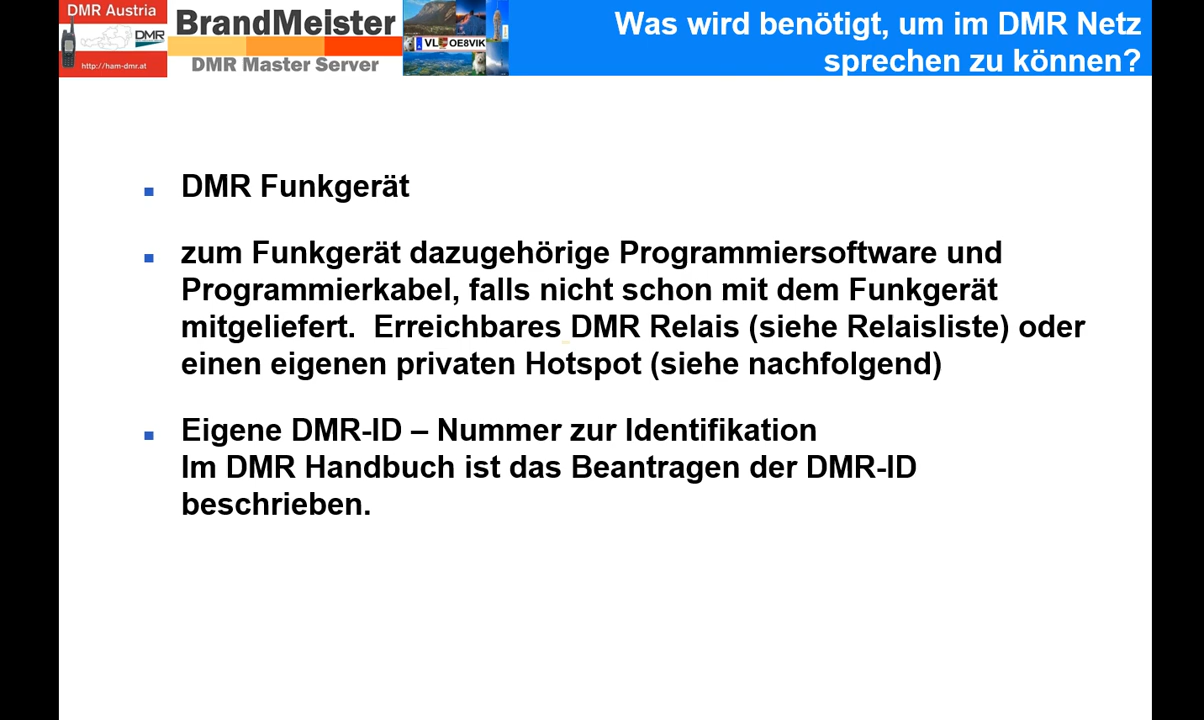 DMR Austria
DMR
http://ham-dmr.at
BrandMeister
DMR Master Server
VL OE8VIK
Was wird benötigt, um im DMR Netz
sprechen zu können?
DMR Funkgerät
zum Funkgerät dazugehörige Programmiersoftware und
Programmierkabel, falls nicht schon mit dem Funkgerät
mitgeliefert.  Erreichbares DMR Relais (siehe Relaisliste) oder
einen eigenen privaten Hotspot (siehe nachfolgend)
Eigene DMR-ID – Nummer zur Identifikation
Im DMR Handbuch ist das Beantragen der DMR-ID
beschrieben.